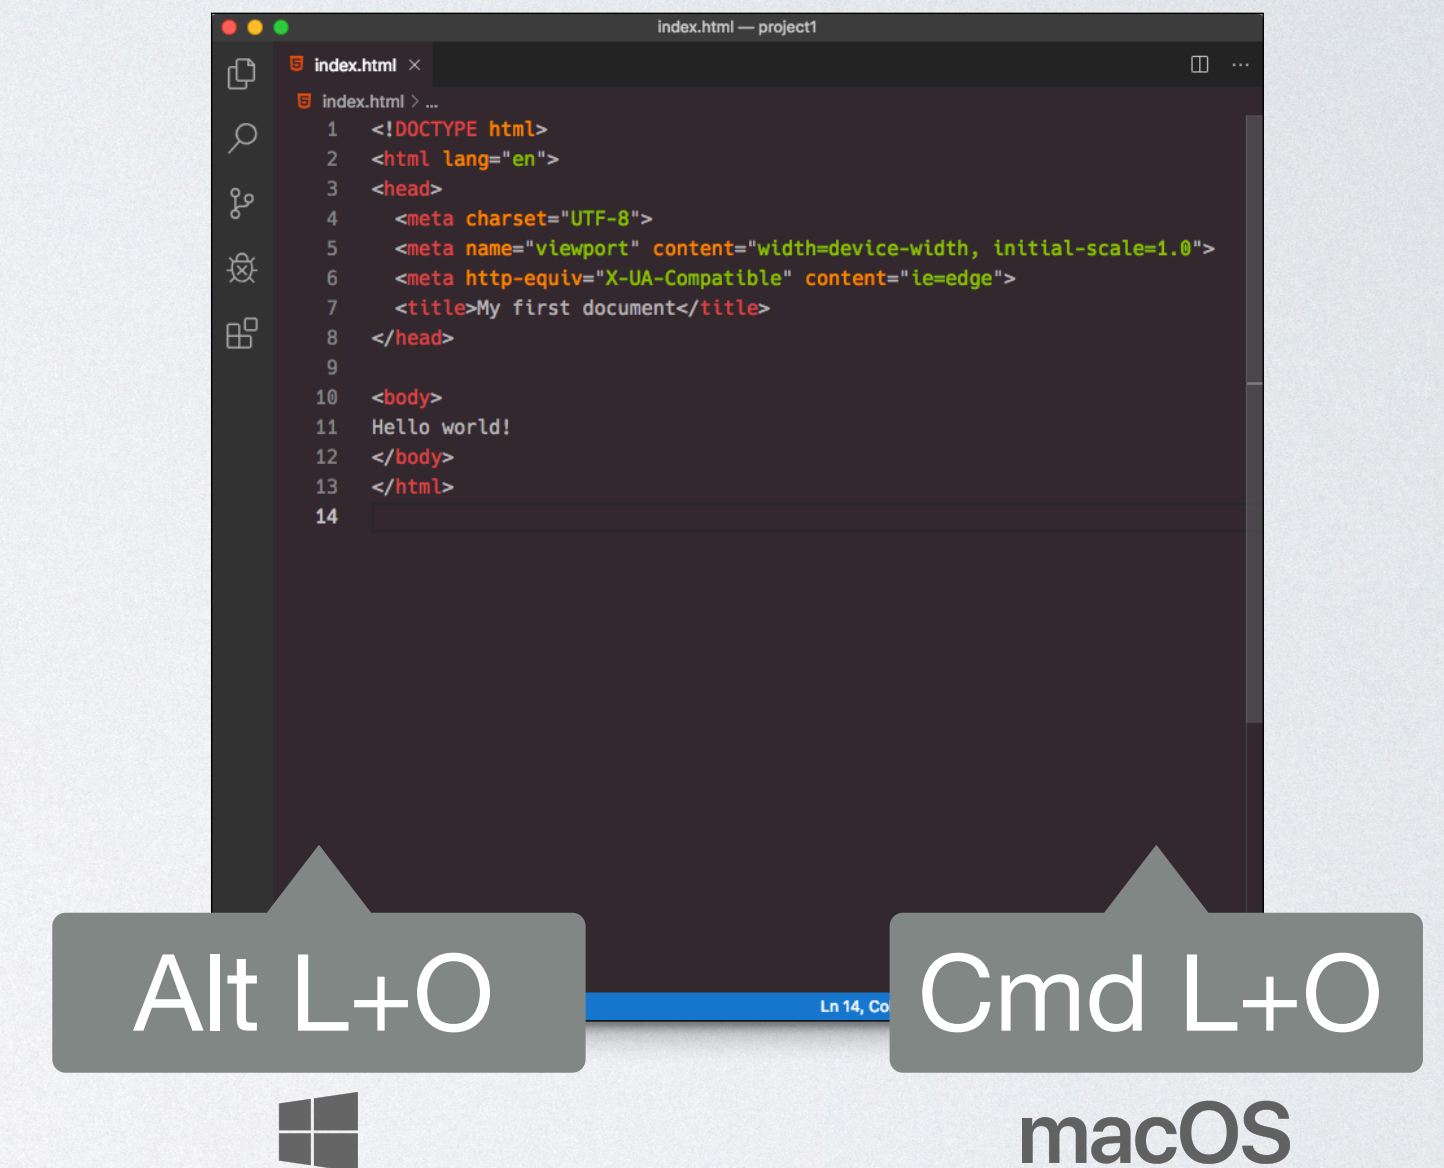 index.html — project1
index.html
index.html > ...
1 <!DOCTYPE html>
2 <html lang="en">
3 <head>
4   <meta charset="UTF-8">
5   <meta name="viewport" content="width=device-width, initial-scale=1.0">
6   <meta http-equiv="X-UA-Compatible" content="ie=edge">
7   <title>My first document</title>
8 </head>
9
10 <body>
11 Hello world!
12 </body>
13 </html>
14
Ln 14, Co
Alt L+O
Cmd L+O
macOS